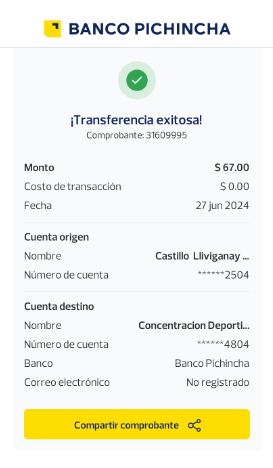 BANCO PICHINCHA
¡Transferencia exitosa!
Comprobante: 31609995
Monto $ 67.00
Costo de transacción $ 0.00
Fecha 27 jun 2024
Cuenta origen
Nombre Castillo Lliviganay ...
Número de cuenta ******2504
Cuenta destino
Nombre Concentracion Deporti...
Número de cuenta ******4804
Banco Banco Pichincha
Correo electrónico No registrado
Compartir comprobante